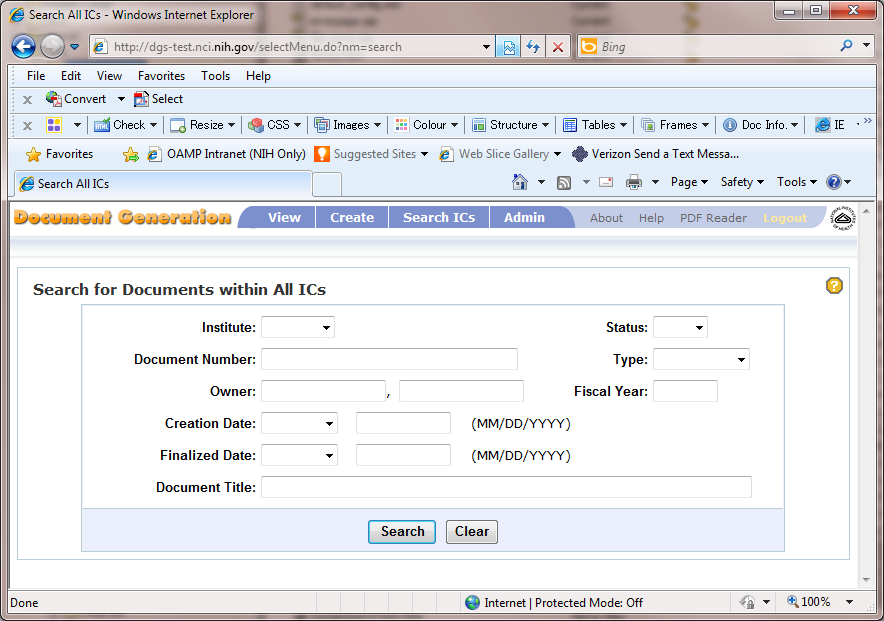 Search All ICs - Windows Internet Explorer
http://dgs-test.nci.nih.gov/selectMenu.do?nm=search
Bing
File Edit View Favorites Tools Help
x Convert Select
x Check Resize CSS Images Colour Structure Tables Frames Doc Info. IE »
Favorites OAMP Intranet (NIH Only) Suggested Sites Web Slice Gallery Verizon Send a Text Messa...
Search All ICs Page Safety Tools
Document Generation View Create Search ICs Admin About Help PDF Reader Logout
Search for Documents within All ICs ?
Institute: Status:
Document Number: Type:
Owner: , Fiscal Year:
Creation Date: (MM/DD/YYYY)
Finalized Date: (MM/DD/YYYY)
Document Title:
Search Clear
Done Internet | Protected Mode: Off 100%